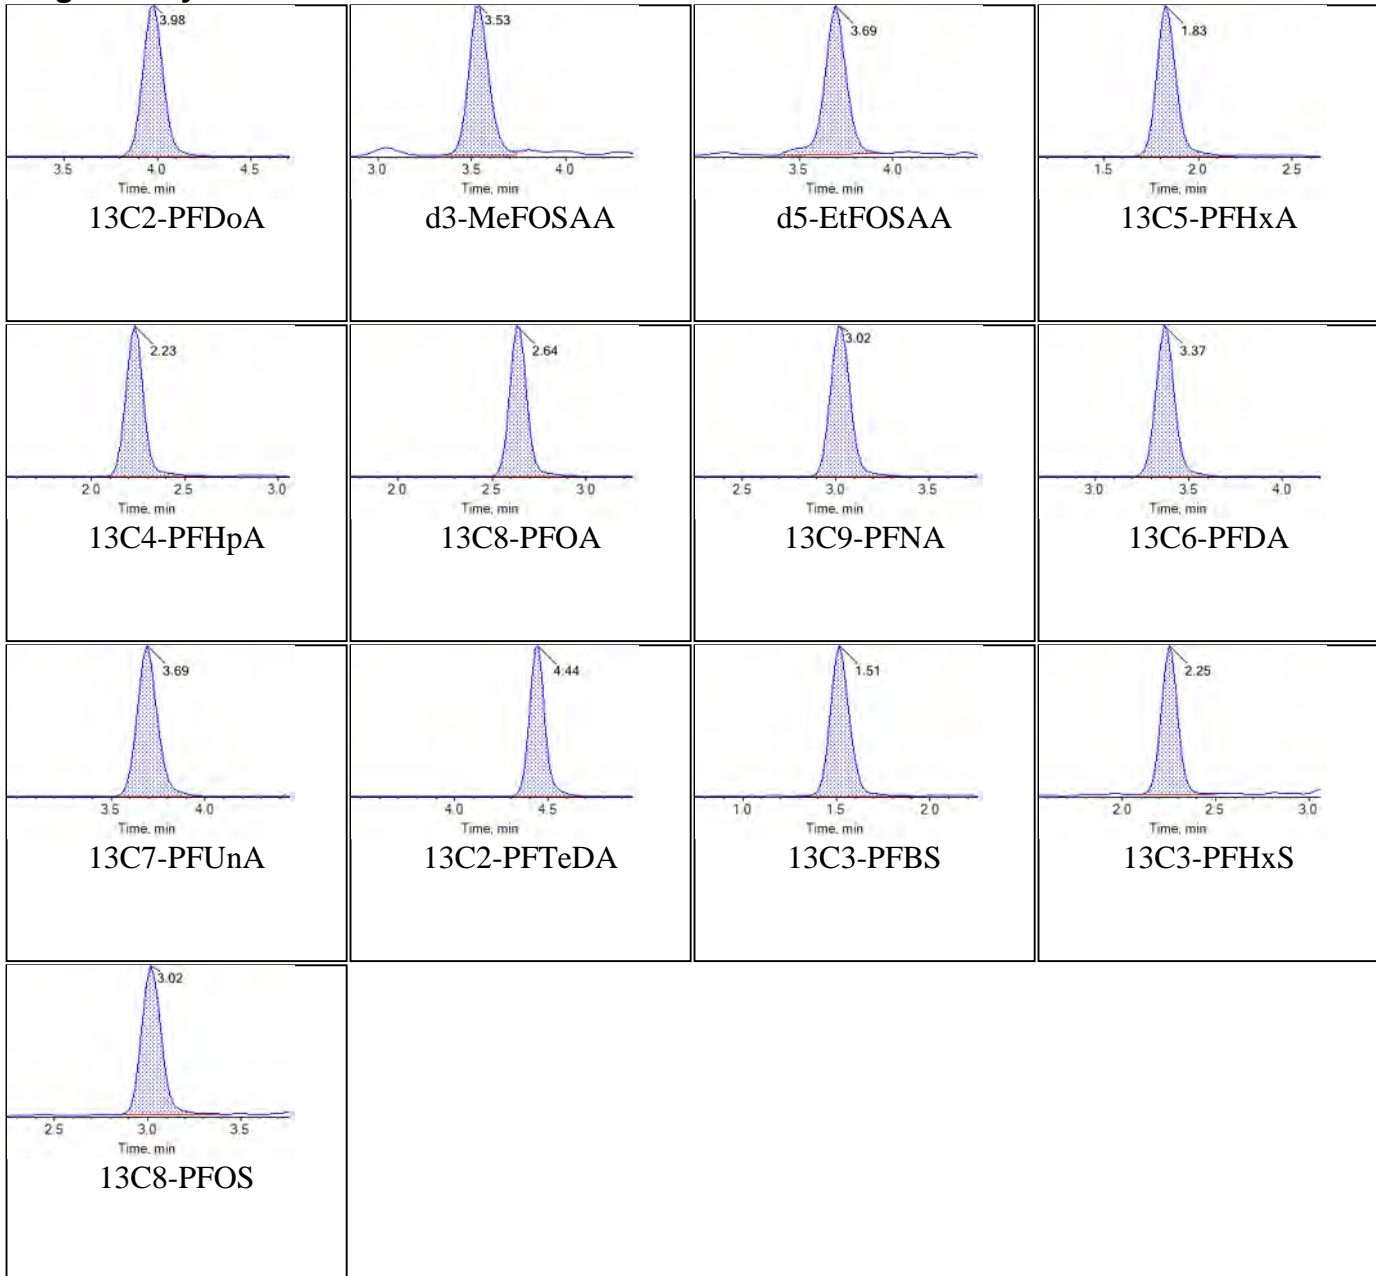 3.98
3.5 4.0 4.5
Time, min
13C2-PFDoA
3.53
3.0 3.5 4.0
Time, min
d3-MeFOSAA
3.69
3.5 4.0
Time, min
d5-EtFOSAA
1.83
1.5 2.0 2.5
Time, min
13C5-PFHxA
2.23
2.0 2.5 3.0
Time, min
13C4-PFHpA
2.64
2.0 2.5 3.0
Time, min
13C8-PFOA
3.02
2.5 3.0 3.5
Time, min
13C9-PFNA
3.37
3.0 3.5 4.0
Time, min
13C6-PFDA
3.69
3.5 4.0
Time, min
13C7-PFUnA
4.44
4.0 4.5
Time, min
13C2-PFTeDA
1.51
1.0 1.5 2.0
Time, min
13C3-PFBS
2.25
2.0 2.5 3.0
Time, min
13C3-PFHxS
3.02
2.5 3.0 3.5
Time, min
13C8-PFOS